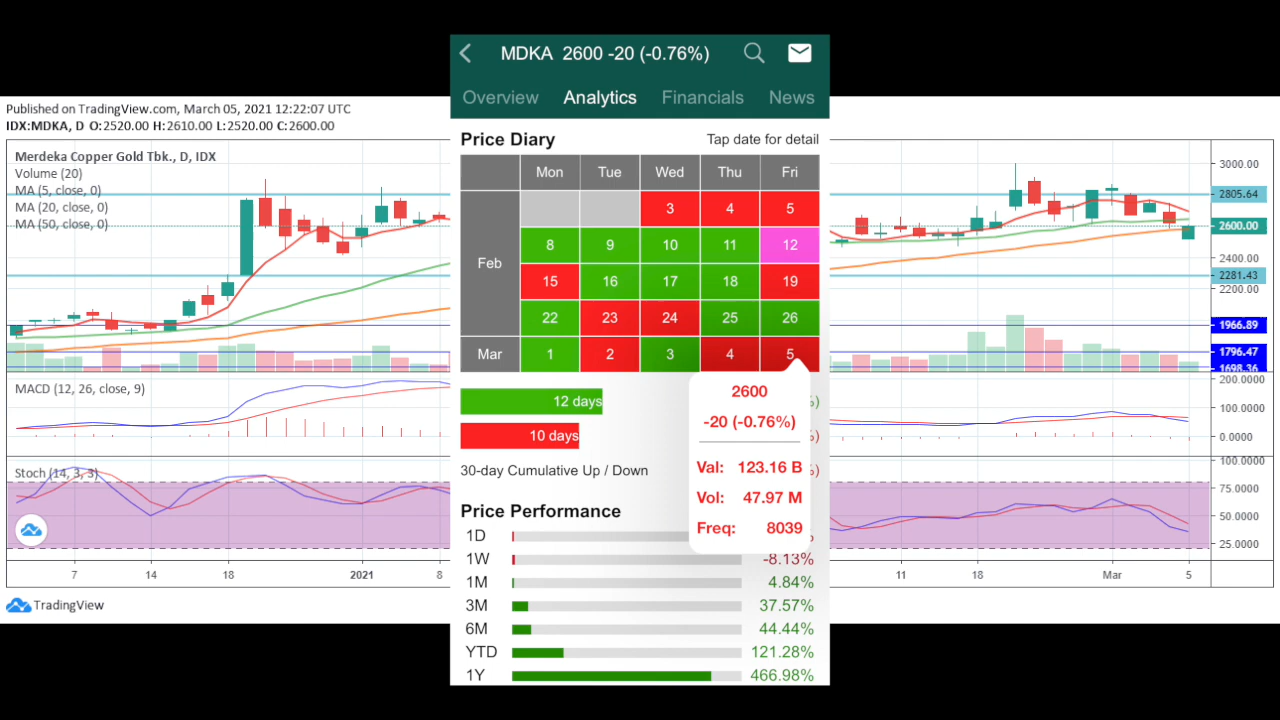 MDKA 2600 -20 (-0.76%)
Overview Analytics Financials News
Price Diary Tap date for detail
Mon Tue Wed Thu Fri
3 4 5
8 9 10 11 12
Feb
15 16 17 18 19
22 23 24 25 26
Mar 1 2 3 4 5
2600
-20 (-0.76%)
Val: 123.16 B
Vol: 47.97 M
Freq: 8039
12 days
10 days
30-day Cumulative Up / Down
Price Performance
1D
1W -8.13%
1M 4.84%
3M 37.57%
6M 44.44%
YTD 121.28%
1Y 466.98%
Published on TradingView.com, March 05, 2021 12:22:07 UTC
IDX:MDKA, D O:2520.00 H:2610.00 L:2520.00 C:2600.00
Merdeka Copper Gold Tbk., D, IDX
Volume (20)
MA (5, close, 0)
MA (20, close, 0)
MA (50, close, 0)
3000.00
2805.64
2600.00
2400.00
2281.43
2200.00
1966.89
1796.47
1698.36
MACD (12, 26, close, 9)
200.0000
100.0000
0.0000
Stoch (14, 3, 3)
100.0000
75.0000
50.0000
25.0000
7 14 18 2021 8 11 18 Mar 5
TradingView